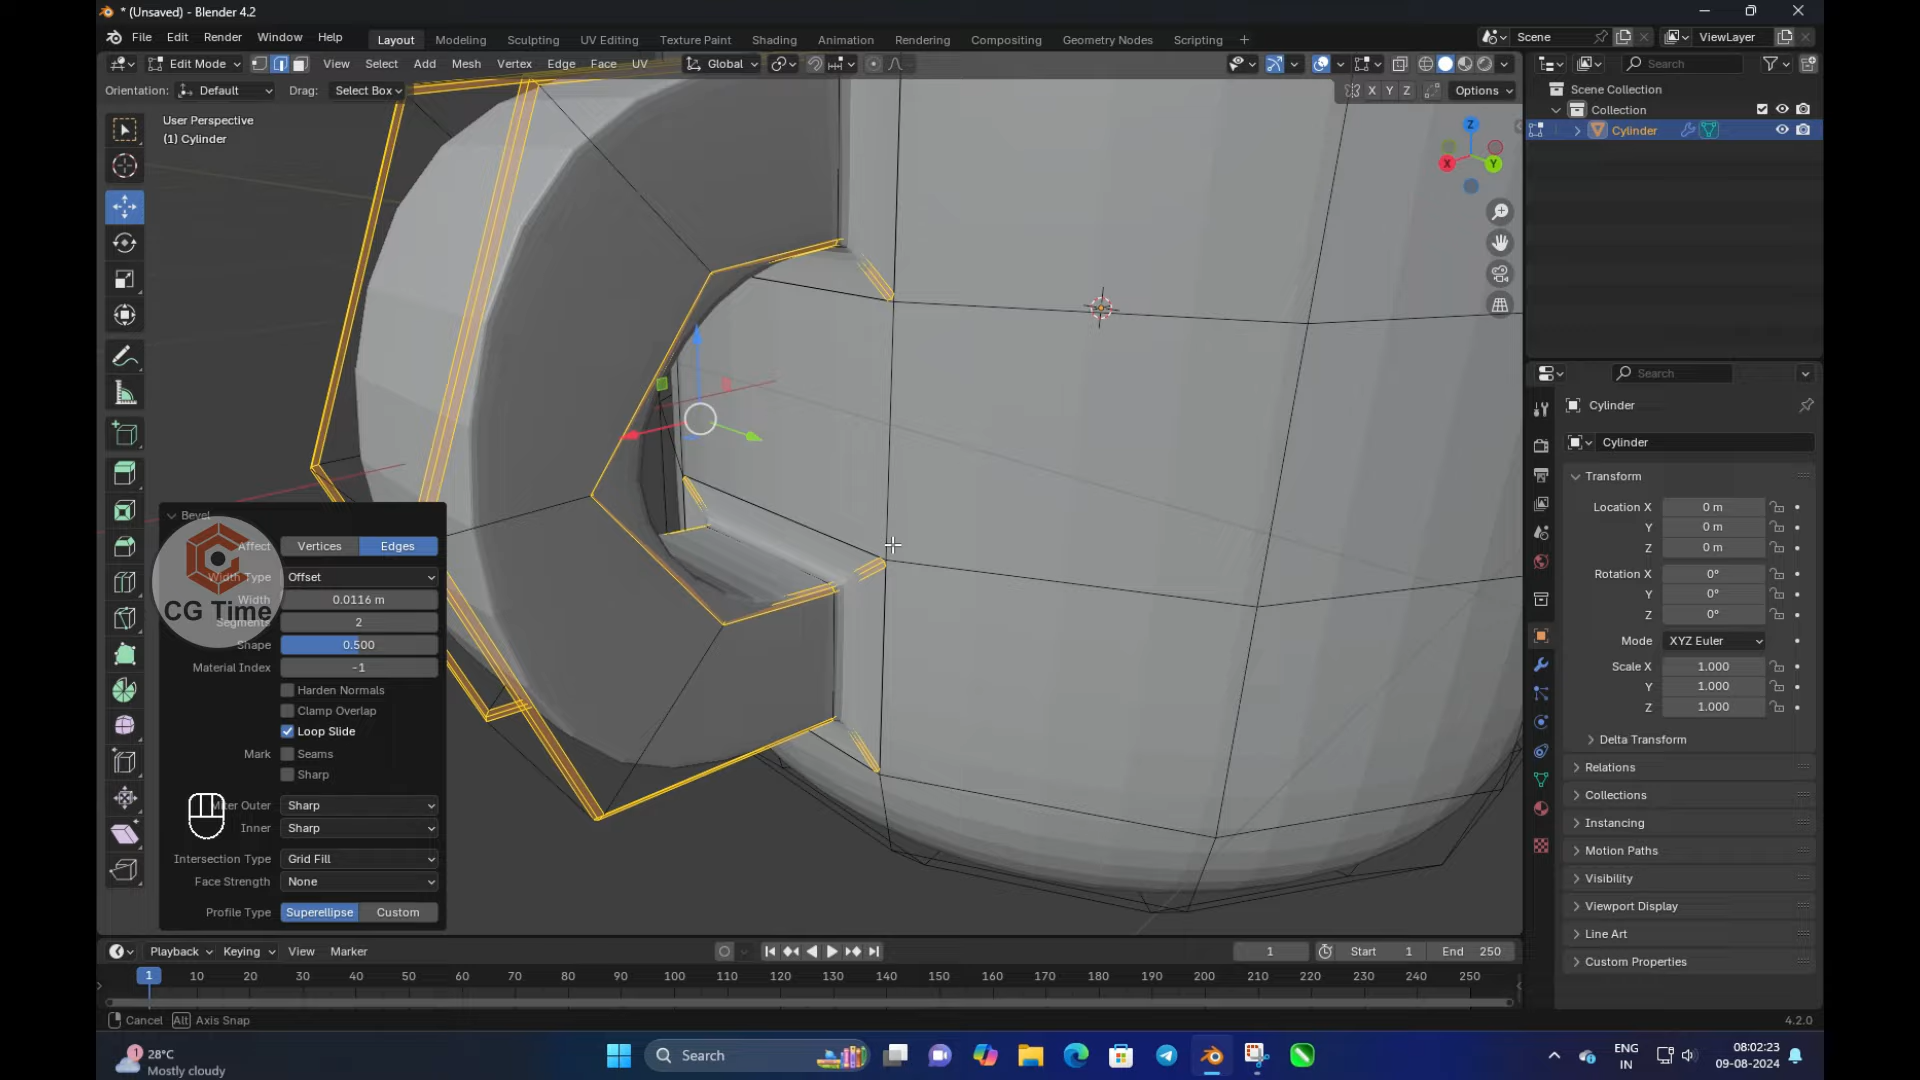 * (Unsaved) - Blender 4.2
File Edit Render Window Help
Layout Modeling Sculpting UV Editing Texture Paint Shading Animation Rendering Compositing Geometry Nodes Scripting +
Scene ViewLayer
Edit Mode View Select Add Mesh Vertex Edge Face UV Global
Search
Orientation: Default Drag: Select Box
X Y Z Options
Scene Collection
Collection
Cylinder
User Perspective
(1) Cylinder
Z
X Y
Search
Cylinder
Cylinder
Transform
Location X 0 m
Y 0 m
Z 0 m
Rotation X 0°
Y 0°
Z 0°
Mode XYZ Euler
Scale X 1.000
Y 1.000
Z 1.000
Delta Transform
Relations
Collections
Instancing
Motion Paths
Visibility
Viewport Display
Line Art
Custom Properties
Bevel
Affect Vertices Edges
Width Type Offset
Width 0.0116 m
CG Time
Segments 2
Shape 0.500
Material Index -1
Harden Normals
Clamp Overlap
Loop Slide
Mark Seams
Sharp
Miter Outer Sharp
Inner Sharp
Intersection Type Grid Fill
Face Strength None
Profile Type Superellipse Custom
Playback Keying View Marker
1 Start 1 End 250
1 10 20 30 40 50 60 70 80 90 100 110 120 130 140 150 160 170 180 190 200 210 220 230 240 250
Cancel Alt Axis Snap
4.2.0
1
28°C
Mostly cloudy
Search
ENG
IN
08:02:23
09-08-2024